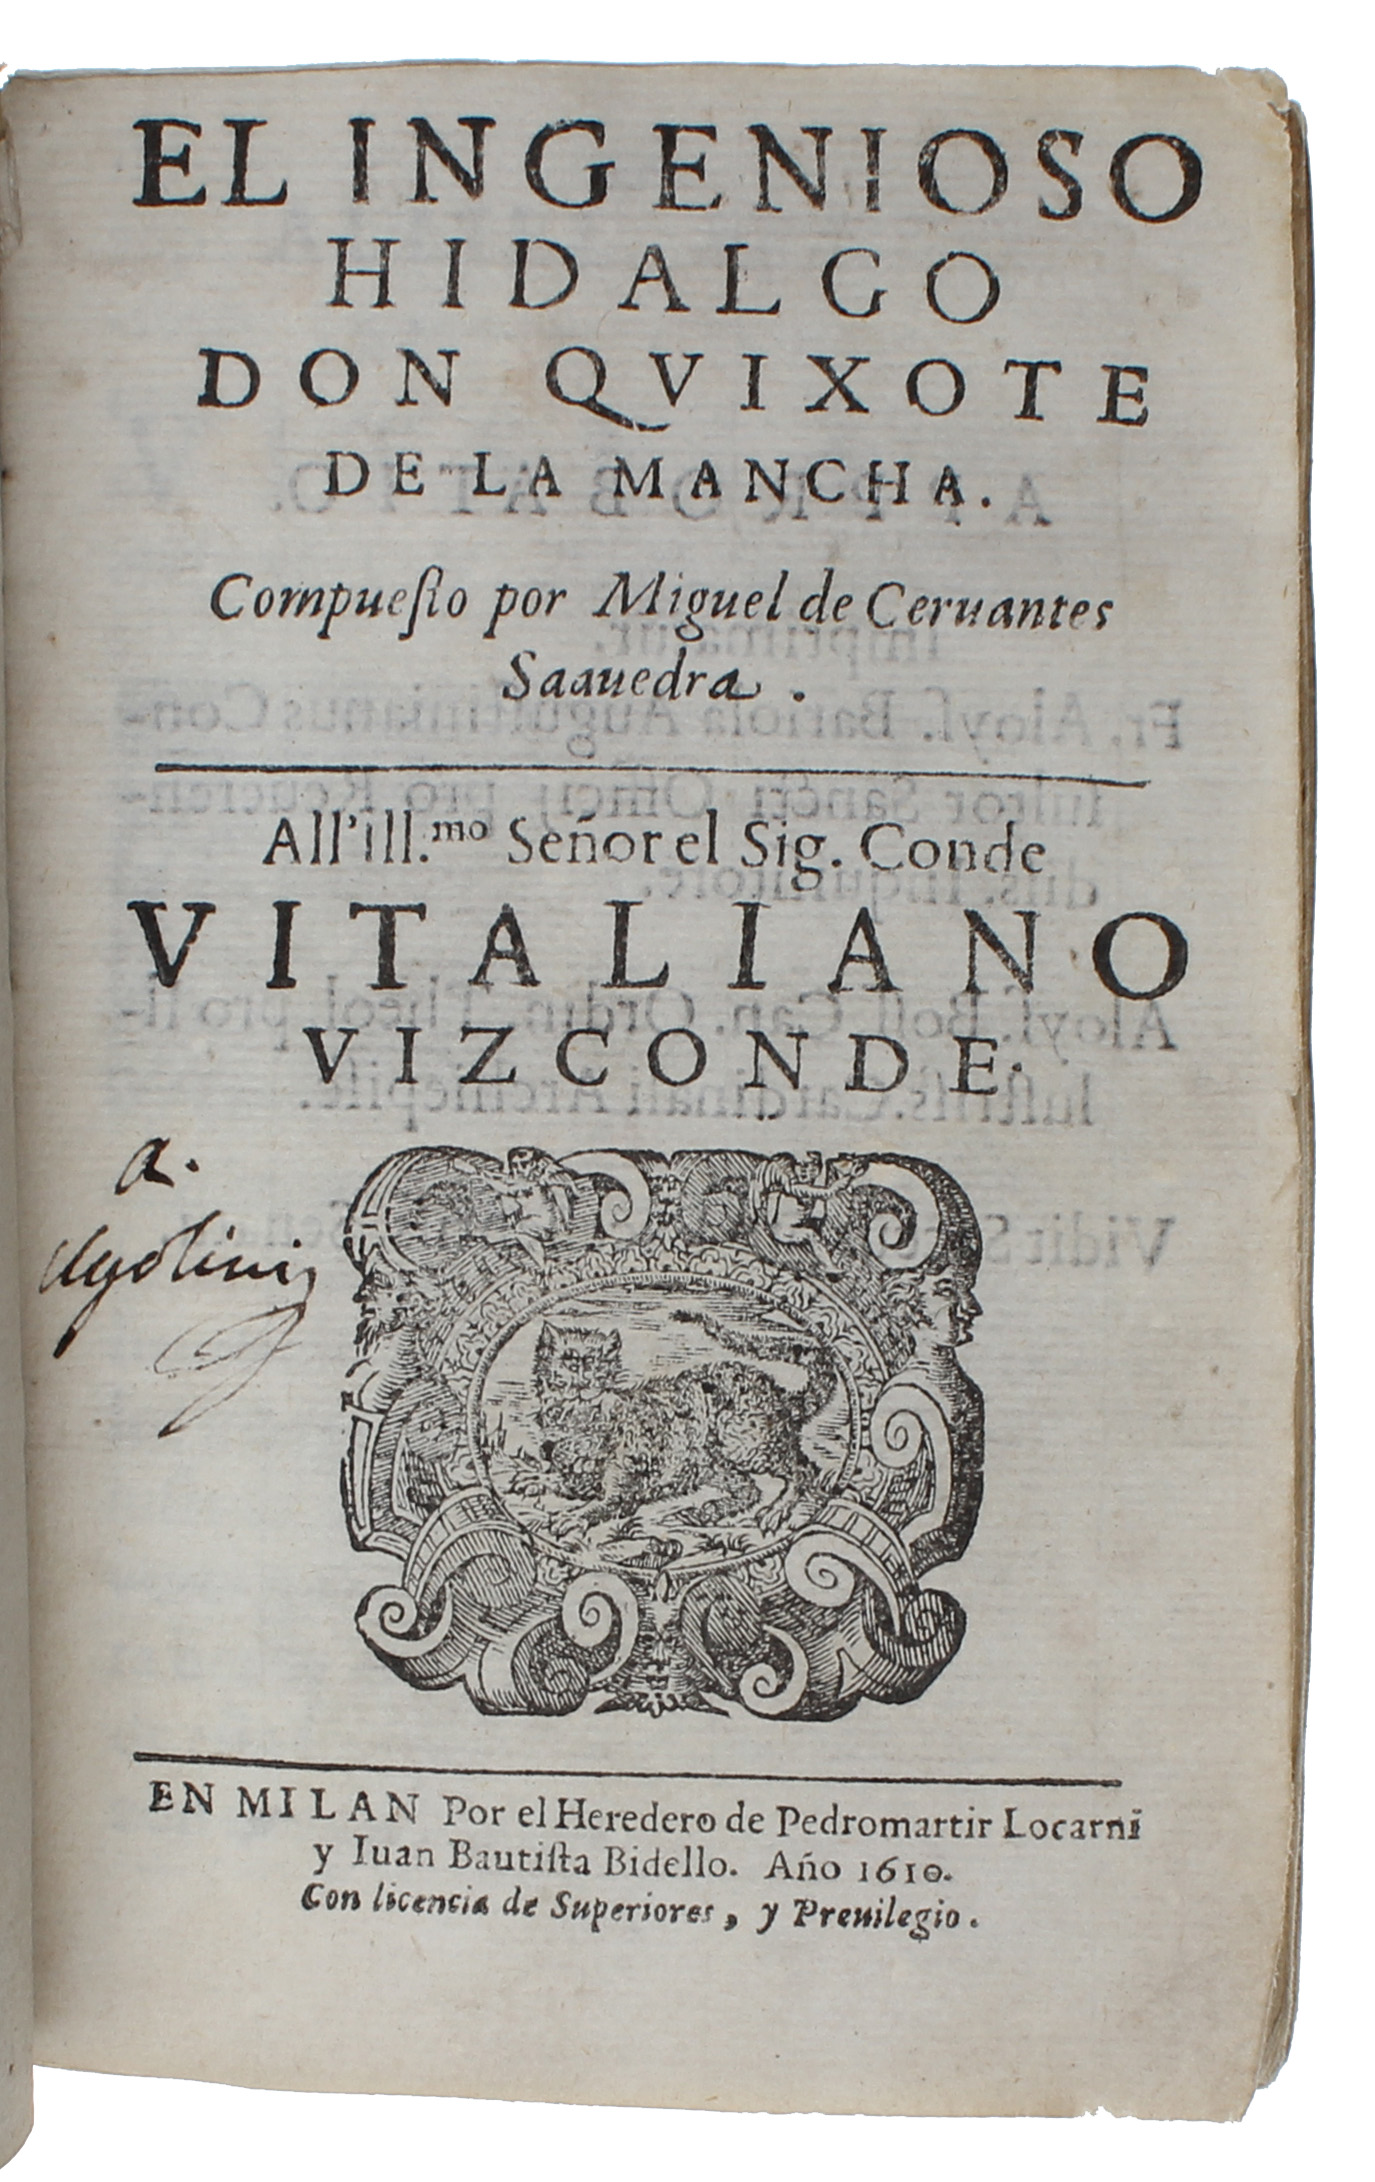 EL INGENIOSO
HIDALGO
DON QVIXOTE
DE LA MANCHA.
Compueſto por Miguel de Ceruantes
Saauedra.
All'ill.mo Señor el Sig. Conde
VITALIANO
VIZCONDE.
a.
Ugolini
EN MILAN Por el Heredero de Pedromartir Locarni
y Iuan Bautiſta Bidello. Año 1610.
Con licencia de Superiores, y Preuilegio.